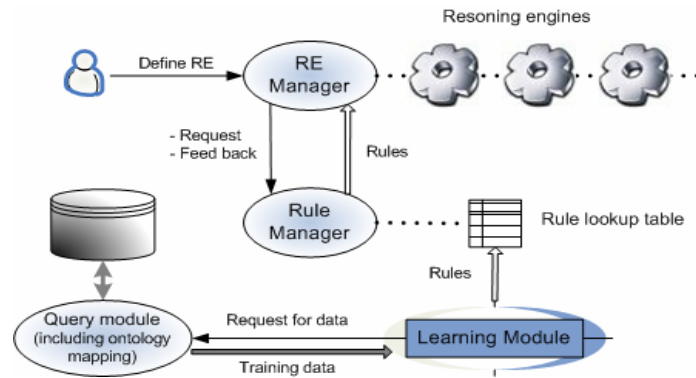 Resoning engines
Define RE
RE
Manager
- Request
- Feed back
Rules
Rule
Manager
Rule lookup table
Rules
Query module
(including ontology
mapping)
Request for data
Training data
Learning Module